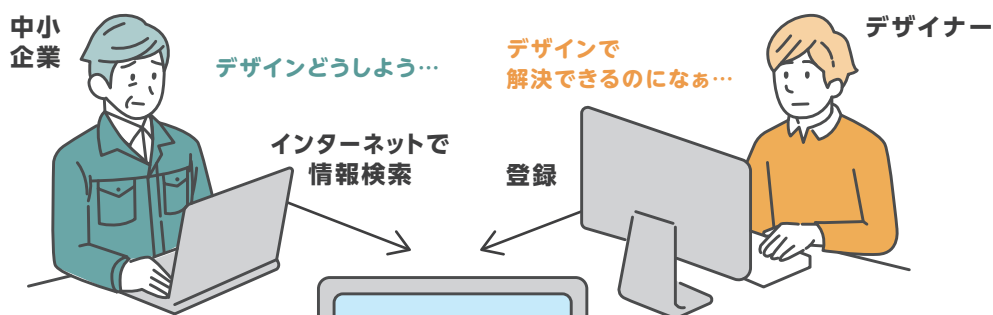 中小
企業
デザインどうしよう…
インターネットで
情報検索
デザインで
解決できるのになぁ…
登録
デザイナー